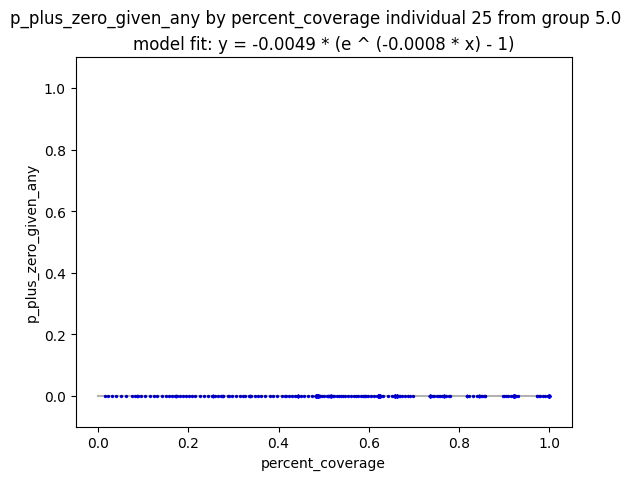 p_plus_zero_given_any by percent_coverage individual 25 from group 5.0
model fit: y = -0.0049 * (e ^ (-0.0008 * x) - 1)
p_plus_zero_given_any
1.0
0.8
0.6
0.4
0.2
0.0
0.0 0.2 0.4 0.6 0.8 1.0
percent_coverage